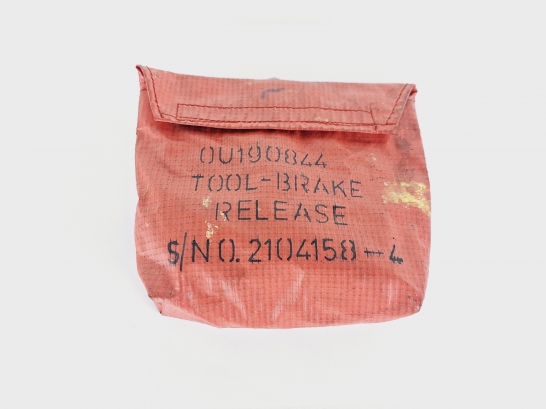 OU190844
TOOL-BRAKE
RELEASE
S/NO. 2104158-4